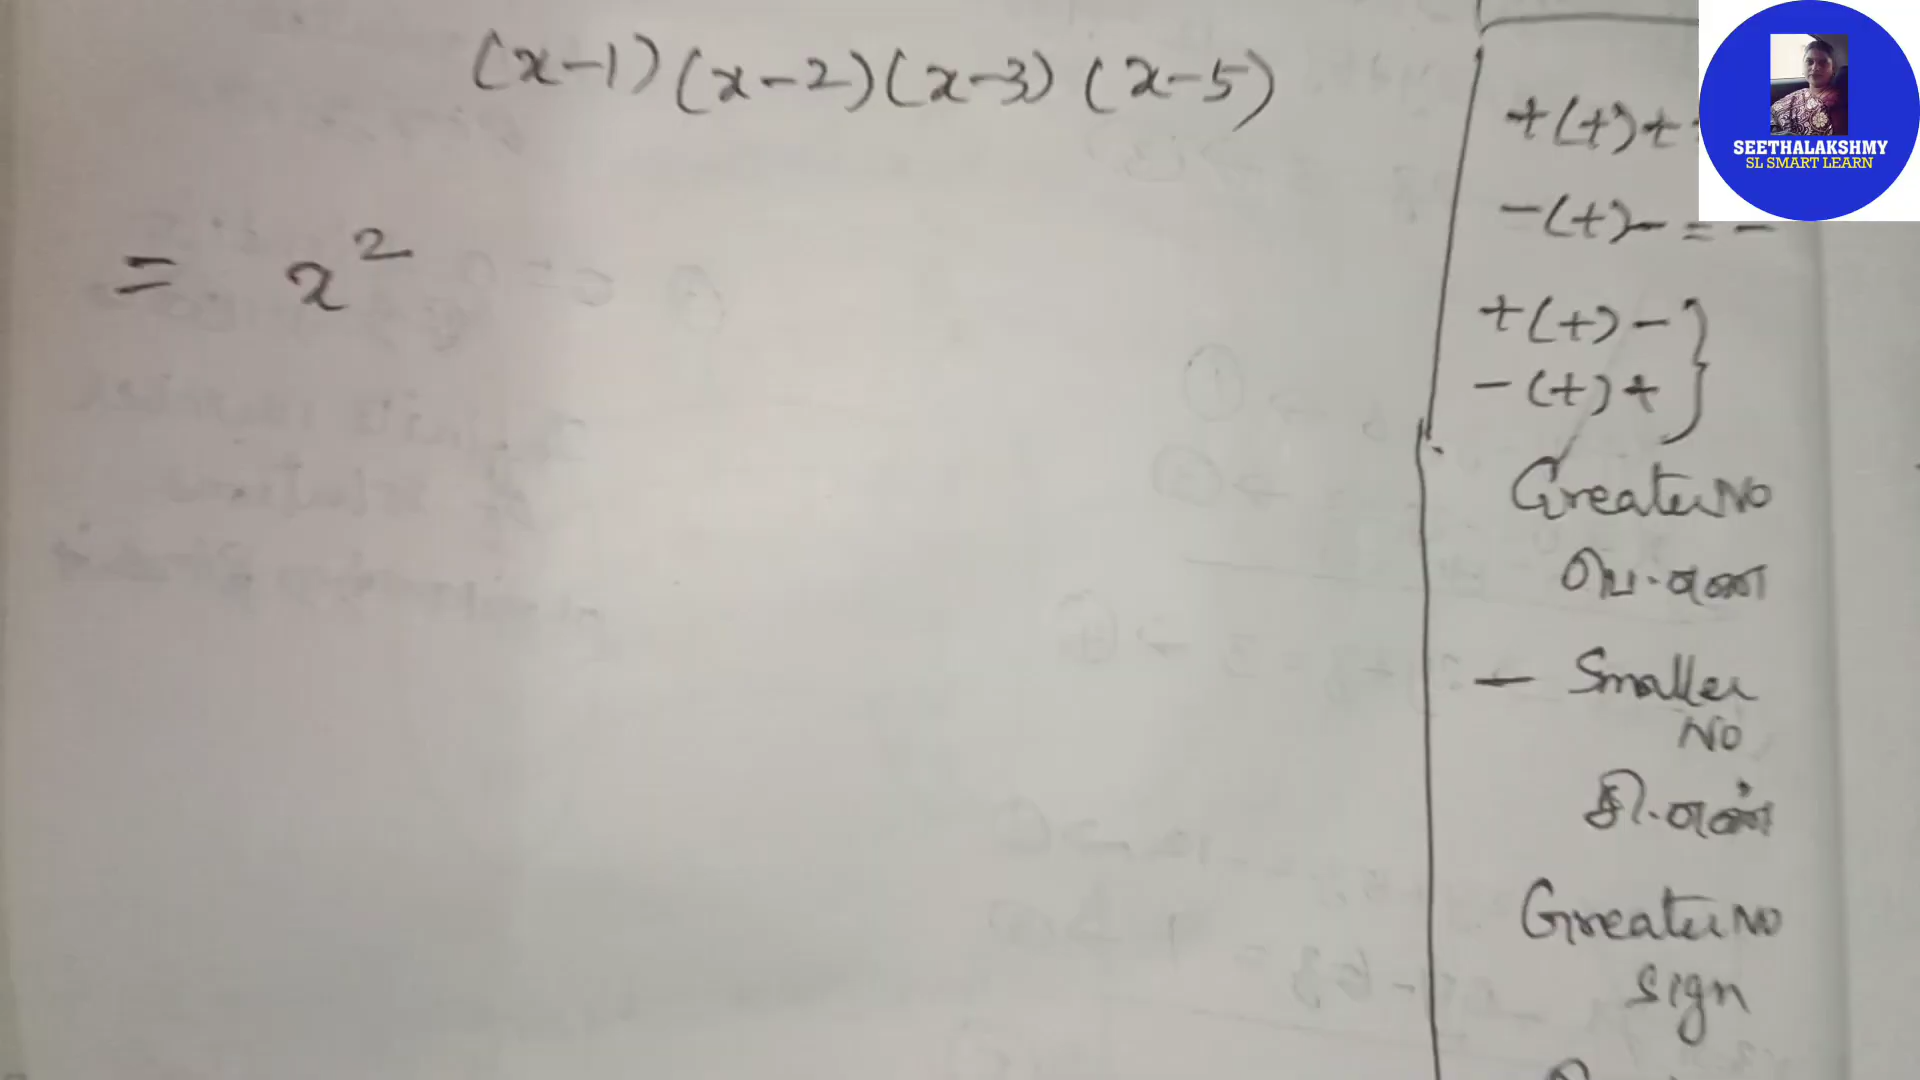 (x-1)(x-2)(x-3)(x-5)
= x²
+(+)+
-(+)- = -
+(+)-
-(+)+ }
Greater No
பெ.எண்
- Smaller
No
சி.எண்
Greater No
sign
SEETHALAKSHMY
SL SMART LEARN